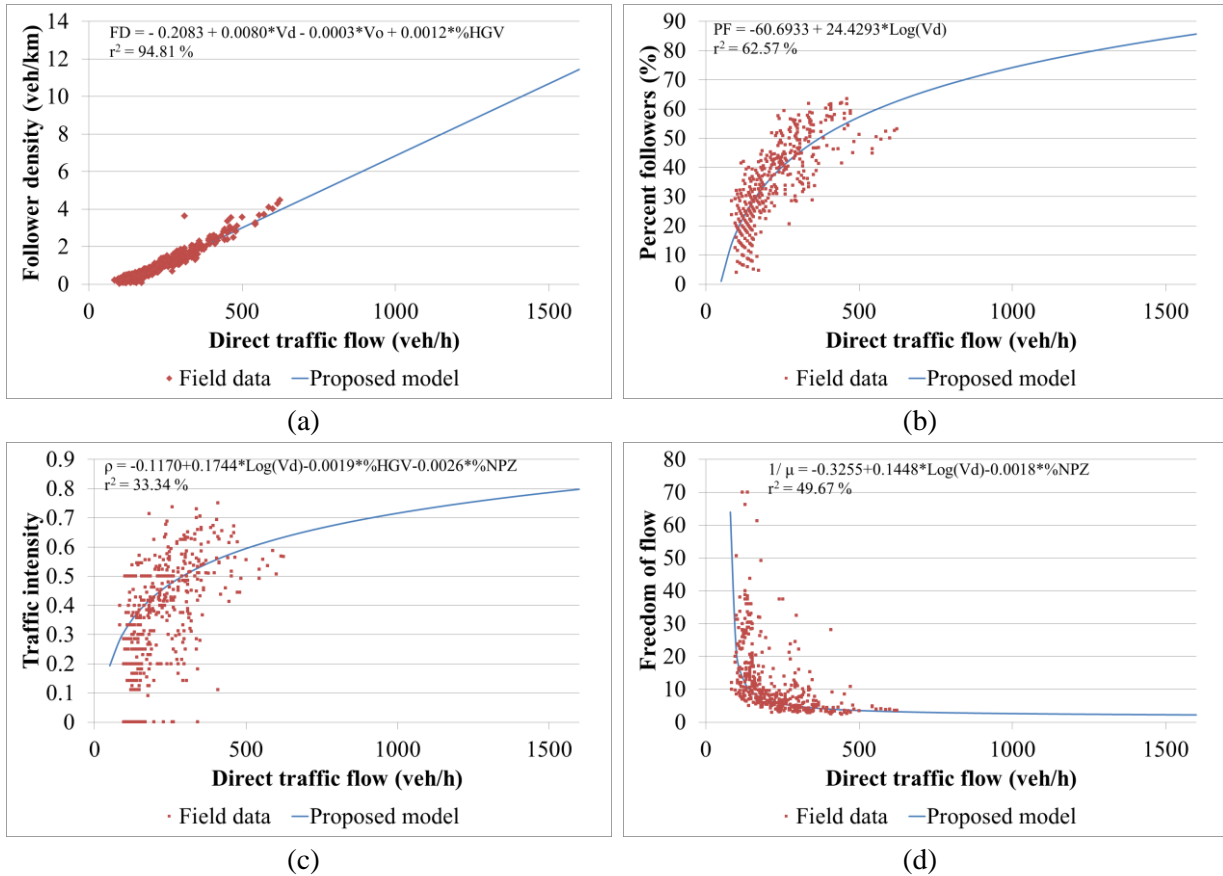 FD = - 0.2083 + 0.0080*Vd - 0.0003*Vo + 0.0012*%HGV
r² = 94.81 %
14
12
10
8
6
4
2
0
Follower density (veh/km)
0 500 1000 1500
Direct traffic flow (veh/h)
Field data Proposed model
(a)
PF = -60.6933 + 24.4293*Log(Vd)
r² = 62.57 %
90
80
70
60
50
40
30
20
10
0
Percent followers (%)
0 500 1000 1500
Direct traffic flow (veh/h)
Field data Proposed model
(b)
ρ = -0.1170+0.1744*Log(Vd)-0.0019*%HGV-0.0026*%NPZ
r² = 33.34 %
0.9
0.8
0.7
0.6
0.5
0.4
0.3
0.2
0.1
0
Traffic intensity
0 500 1000 1500
Direct traffic flow (veh/h)
Field data Proposed model
(c)
1/ μ = -0.3255+0.1448*Log(Vd)-0.0018*%NPZ
r² = 49.67 %
80
70
60
50
40
30
20
10
0
Freedom of flow
0 500 1000 1500
Direct traffic flow (veh/h)
Field data Proposed model
(d)